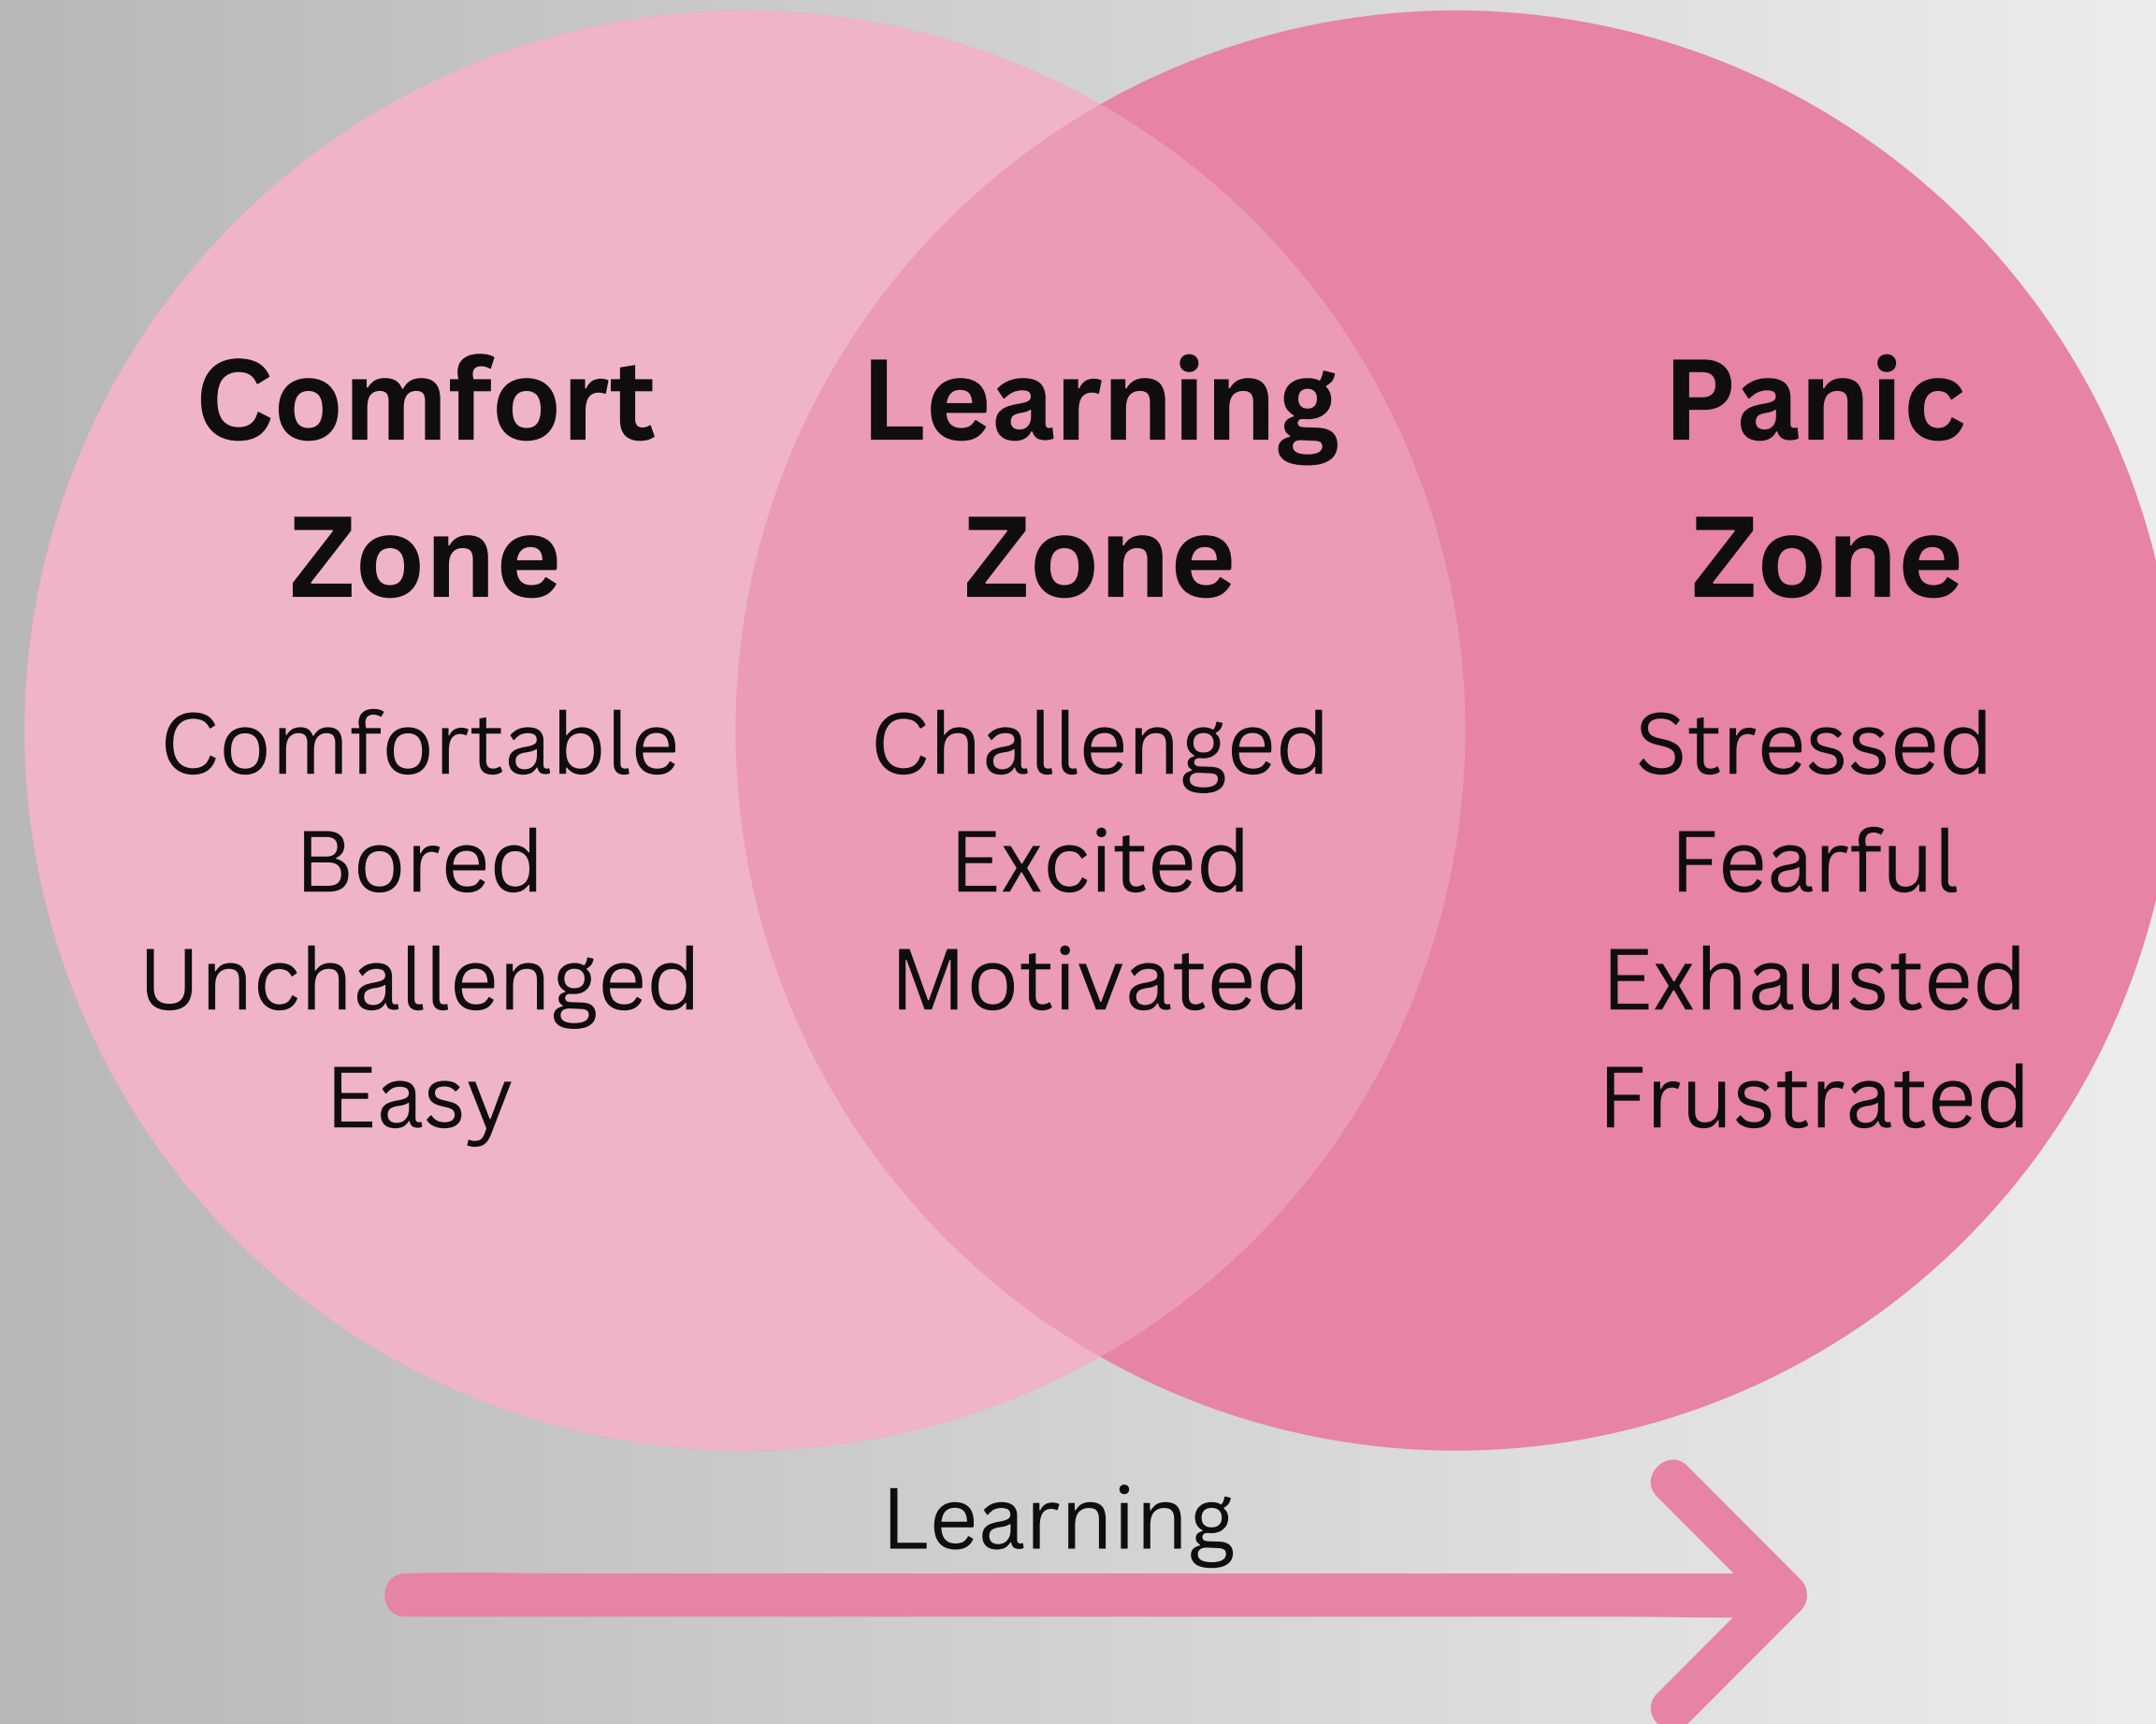 Comfort
Zone
Comfortable
Bored
Unchallenged
Easy
Learning
Zone
Challenged
Excited
Motivated
Panic
Zone
Stressed
Fearful
Exhausted
Frustrated
Learning